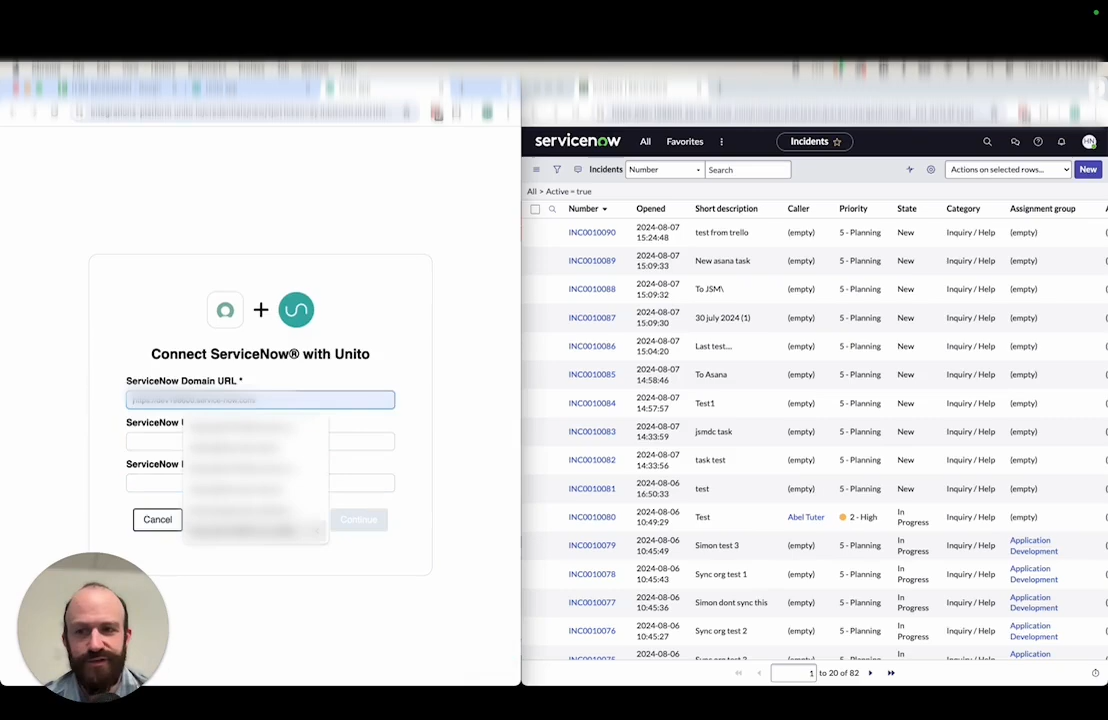 Connect ServiceNow® with Unito
ServiceNow Domain URL *
ServiceNow
ServiceNow
Cancel
Continue
servicenow All Favorites Incidents HN
Incidents Number Search Actions on selected rows... New
All > Active = true
Number Opened Short description Caller Priority State Category Assignment group
INC0010090 2024-08-07 15:24:48 test from trello (empty) 5 - Planning New Inquiry / Help (empty)
INC0010089 2024-08-07 15:09:33 New asana task (empty) 5 - Planning New Inquiry / Help (empty)
INC0010088 2024-08-07 15:09:32 To JSM\ (empty) 5 - Planning New Inquiry / Help (empty)
INC0010087 2024-08-07 15:09:30 30 july 2024 (1) (empty) 5 - Planning New Inquiry / Help (empty)
INC0010086 2024-08-07 15:04:20 Last test.... (empty) 5 - Planning New Inquiry / Help (empty)
INC0010085 2024-08-07 14:58:46 To Asana (empty) 5 - Planning New Inquiry / Help (empty)
INC0010084 2024-08-07 14:57:57 Test1 (empty) 5 - Planning New Inquiry / Help (empty)
INC0010083 2024-08-07 14:33:59 jsmdc task (empty) 5 - Planning New Inquiry / Help (empty)
INC0010082 2024-08-07 14:33:56 task test (empty) 5 - Planning New Inquiry / Help (empty)
INC0010081 2024-08-06 16:50:33 test (empty) 5 - Planning New Inquiry / Help (empty)
INC0010080 2024-08-06 10:49:29 Test Abel Tuter 2 - High In Progress Inquiry / Help (empty)
INC0010079 2024-08-06 10:45:49 Simon test 3 (empty) 5 - Planning In Progress Inquiry / Help Application Development
INC0010078 2024-08-06 10:45:43 Sync org test 1 (empty) 5 - Planning In Progress Inquiry / Help Application Development
INC0010077 2024-08-06 10:45:36 Simon dont sync this (empty) 5 - Planning In Progress Inquiry / Help Application Development
INC0010076 2024-08-06 10:45:27 Sync org test 2 (empty) 5 - Planning In Progress Inquiry / Help Application Development
INC0010075 2024-08-06 (empty) 5 - Planning In Inquiry / Help Application
1 to 20 of 82